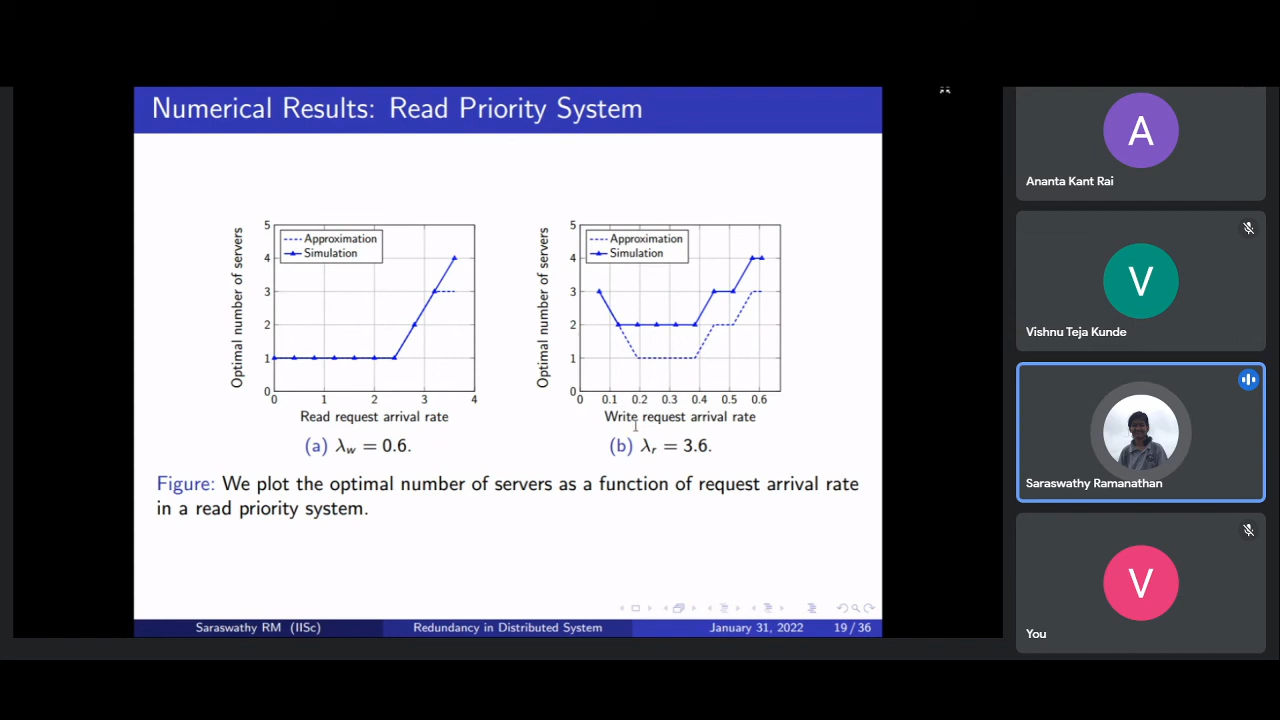 Numerical Results: Read Priority System
Optimal number of servers
5
4
3
2
1
0
Approximation
Simulation
0 1 2 3 4
Read request arrival rate
(a) λw = 0.6.
Optimal number of servers
5
4
3
2
1
0
Approximation
Simulation
0 0.1 0.2 0.3 0.4 0.5 0.6
Write request arrival rate
(b) λr = 3.6.
Figure: We plot the optimal number of servers as a function of request arrival rate
in a read priority system.
Saraswathy RM (IISc) Redundancy in Distributed System January 31, 2022 19 / 36
A
Ananta Kant Rai
V
Vishnu Teja Kunde
Saraswathy Ramanathan
V
You